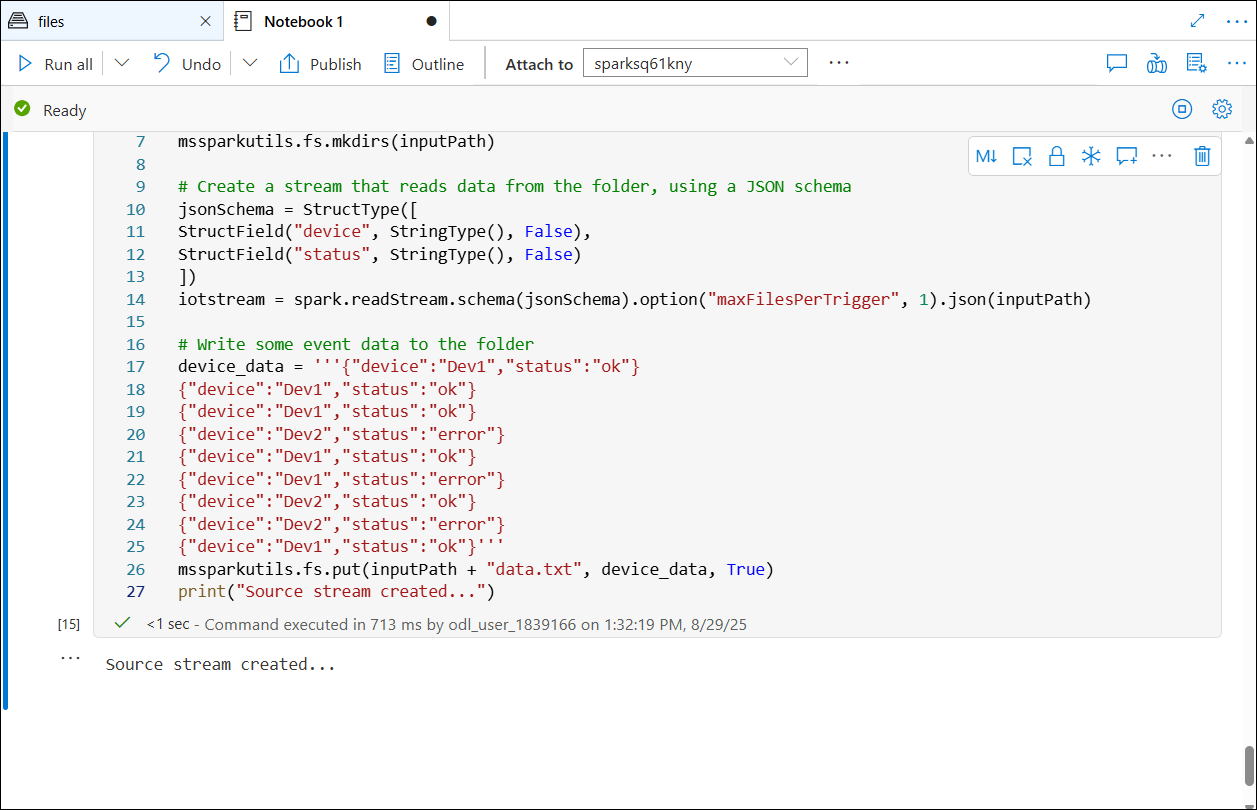 files
Notebook 1
Run all
Undo
Publish
Outline
Attach to
sparksq61kny
Ready
M↓
7 mssparkutils.fs.mkdirs(inputPath)
8
9 # Create a stream that reads data from the folder, using a JSON schema
10 jsonSchema = StructType([
11 StructField("device", StringType(), False),
12 StructField("status", StringType(), False)
13 ])
14 iotstream = spark.readStream.schema(jsonSchema).option("maxFilesPerTrigger", 1).json(inputPath)
15
16 # Write some event data to the folder
17 device_data = '''{"device":"Dev1","status":"ok"}
18 {"device":"Dev1","status":"ok"}
19 {"device":"Dev1","status":"ok"}
20 {"device":"Dev2","status":"error"}
21 {"device":"Dev1","status":"ok"}
22 {"device":"Dev1","status":"error"}
23 {"device":"Dev2","status":"ok"}
24 {"device":"Dev2","status":"error"}
25 {"device":"Dev1","status":"ok"}'''
26 mssparkutils.fs.put(inputPath + "data.txt", device_data, True)
27 print("Source stream created...")
[15] <1 sec - Command executed in 713 ms by odl_user_1839166 on 1:32:19 PM, 8/29/25
Source stream created...